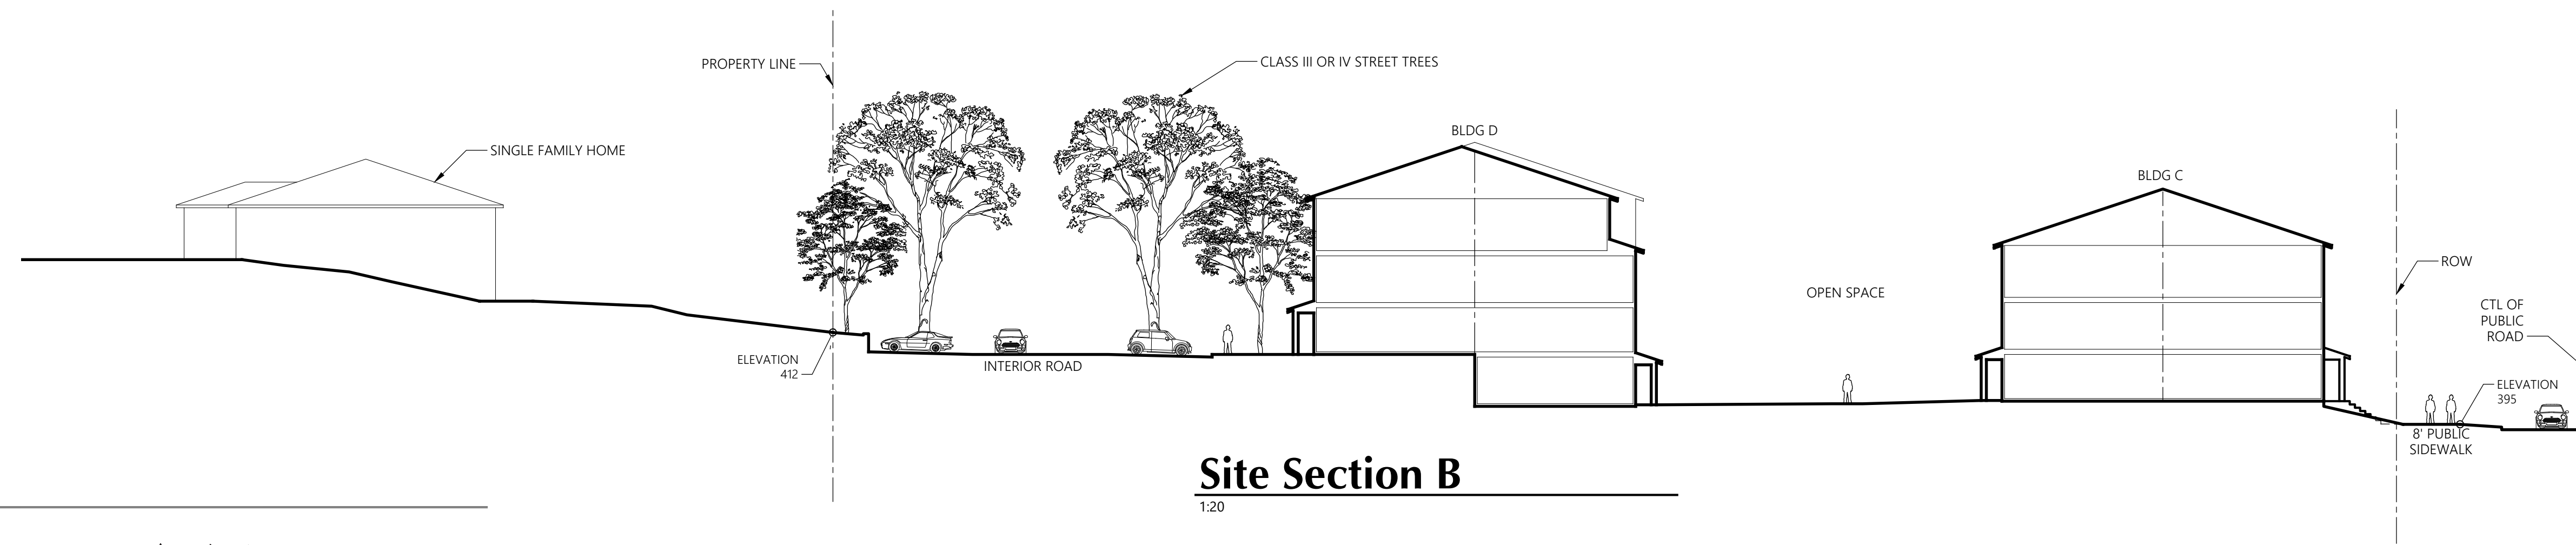 PROPERTY LINE
CLASS III OR IV STREET TREES
SINGLE FAMILY HOME
BLDG D
BLDG C
ROW
OPEN SPACE
CTL OF
PUBLIC
ROAD
ELEVATION
412
INTERIOR ROAD
ELEVATION
395
8' PUBLIC
SIDEWALK
Site Section B
1:20